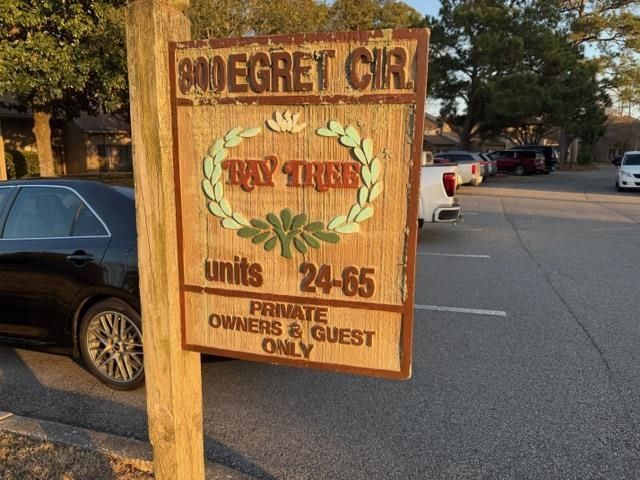 800 EGRET CIR.
BAY TREE
units 24-65
PRIVATE
OWNERS & GUEST
ONLY